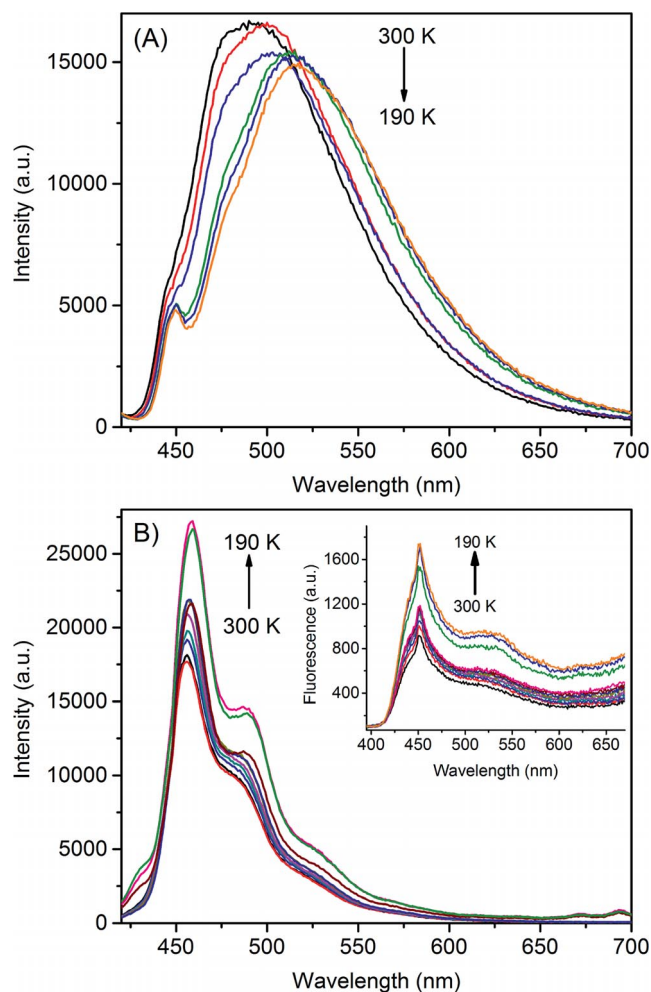 (A)
300 K
190 K
Intensity (a.u.)
15000
10000
5000
0
450 500 550 600 650 700
Wavelength (nm)
B)
190 K
300 K
Intensity (a.u.)
25000
20000
15000
10000
5000
0
450 500 550 600 650 700
Wavelength (nm)
190 K
300 K
Fluorescence (a.u.)
1600
1200
800
400
400 450 500 550 600 650
Wavelength (nm)